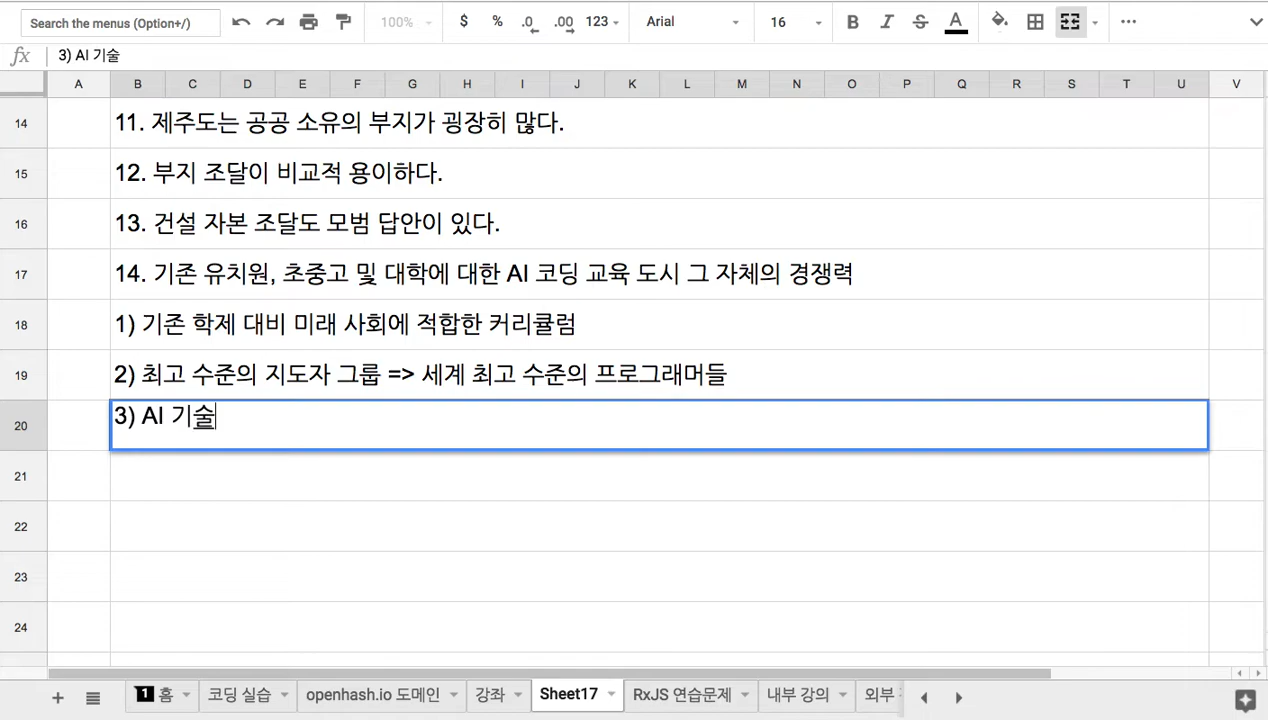 Search the menus (Option+/) 100% $ % .0 .00 123 Arial 16 B I S A
fx 3) AI 기술
A B C D E F G H I J K L M N O P Q R S T U V
14 11. 제주도는 공공 소유의 부지가 굉장히 많다.
15 12. 부지 조달이 비교적 용이하다.
16 13. 건설 자본 조달도 모범 답안이 있다.
17 14. 기존 유치원, 초중고 및 대학에 대한 AI 코딩 교육 도시 그 자체의 경쟁력
18 1) 기존 학제 대비 미래 사회에 적합한 커리큘럼
19 2) 최고 수준의 지도자 그룹 => 세계 최고 수준의 프로그래머들
20 3) AI 기술
21
22
23
24
1 홈 코딩 실습 openhash.io 도메인 강좌 Sheet17 RxJS 연습문제 내부 강의 외부